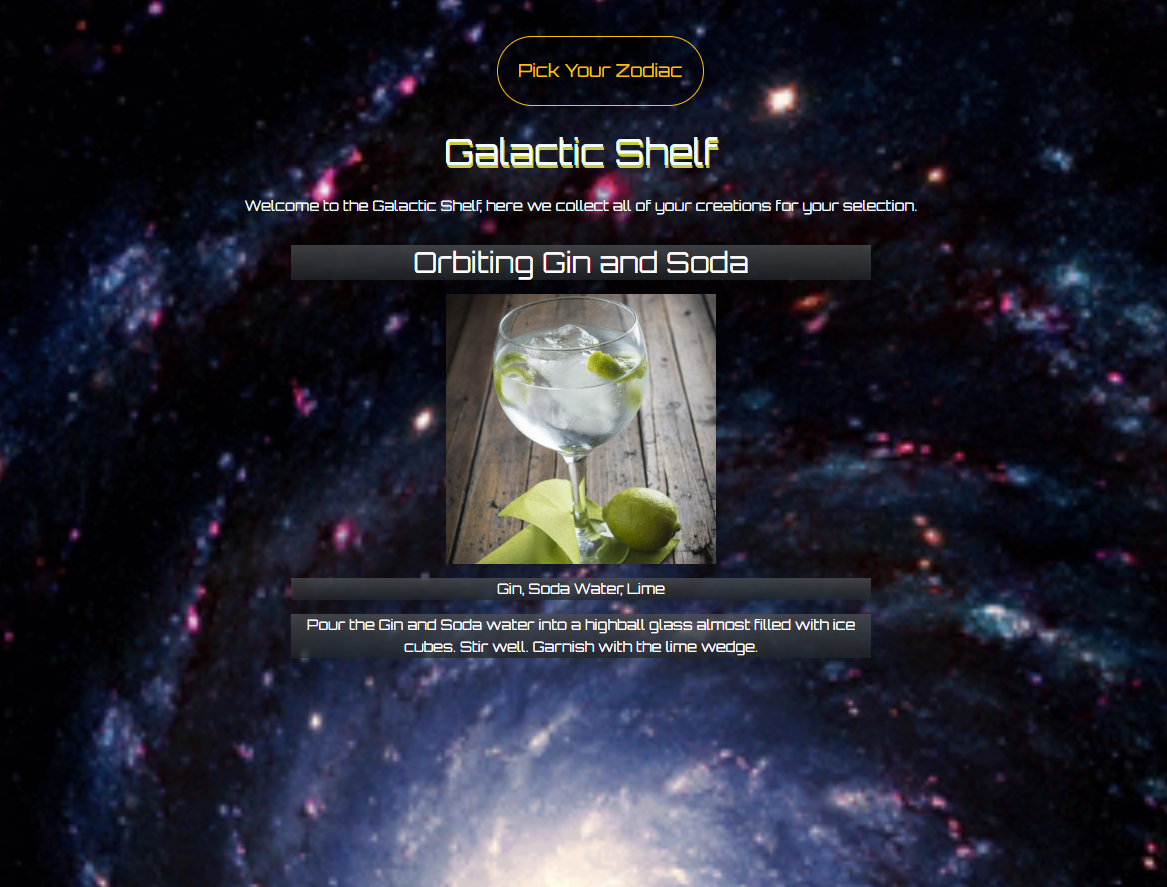 Pick Your Zodiac
Galactic Shelf
Welcome to the Galactic Shelf, here we collect all of your creations for your selection.
Orbiting Gin and Soda
Gin, Soda Water, Lime
Pour the Gin and Soda water into a highball glass almost filled with ice
cubes. Stir well. Garnish with the lime wedge.